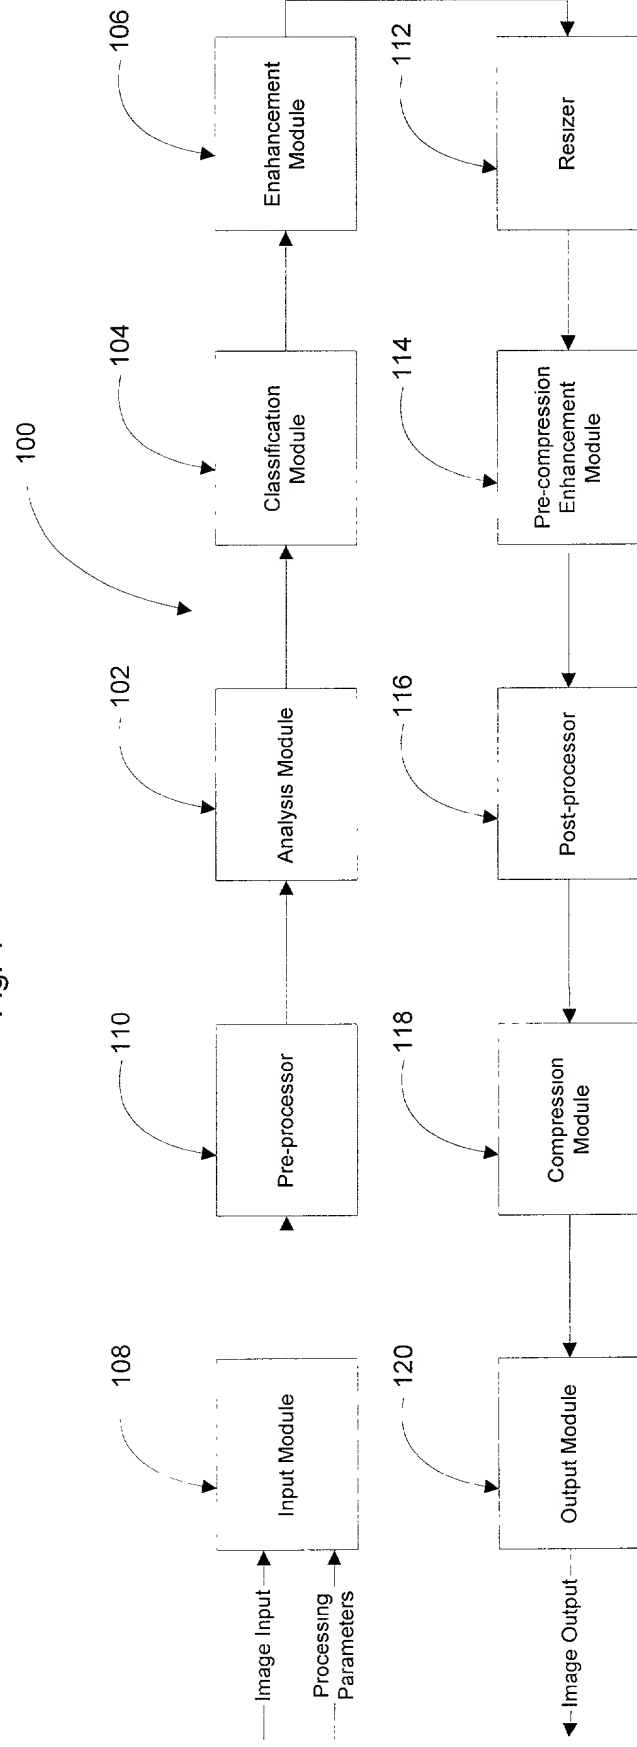 100
108
110
102
104
106
Image Input
Processing
Parameters
Input Module
Pre-processor
Analysis Module
Classification
Module
Enahancement
Module
120
118
116
114
112
Image Output
Output Module
Compression
Module
Post-processor
Pre-compression
Enhancement
Module
Resizer